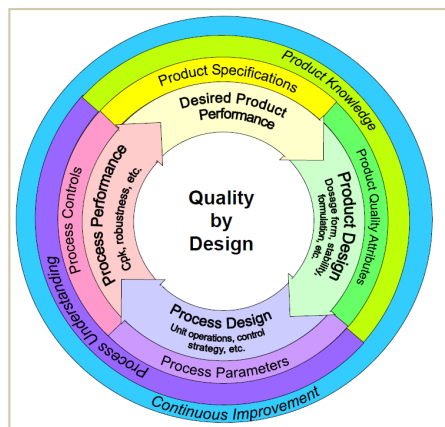 Product Knowledge
Product Specifications
Desired Product
Performance
Product Quality Attributes
Product Design
Dosage form, stability,
formulation, etc.
Quality
by
Design
Process Performance
Cpk, robustness, etc.
Process Controls
Process Understanding
Process Design
Unit operations, control
strategy, etc.
Process Parameters
Continuous Improvement